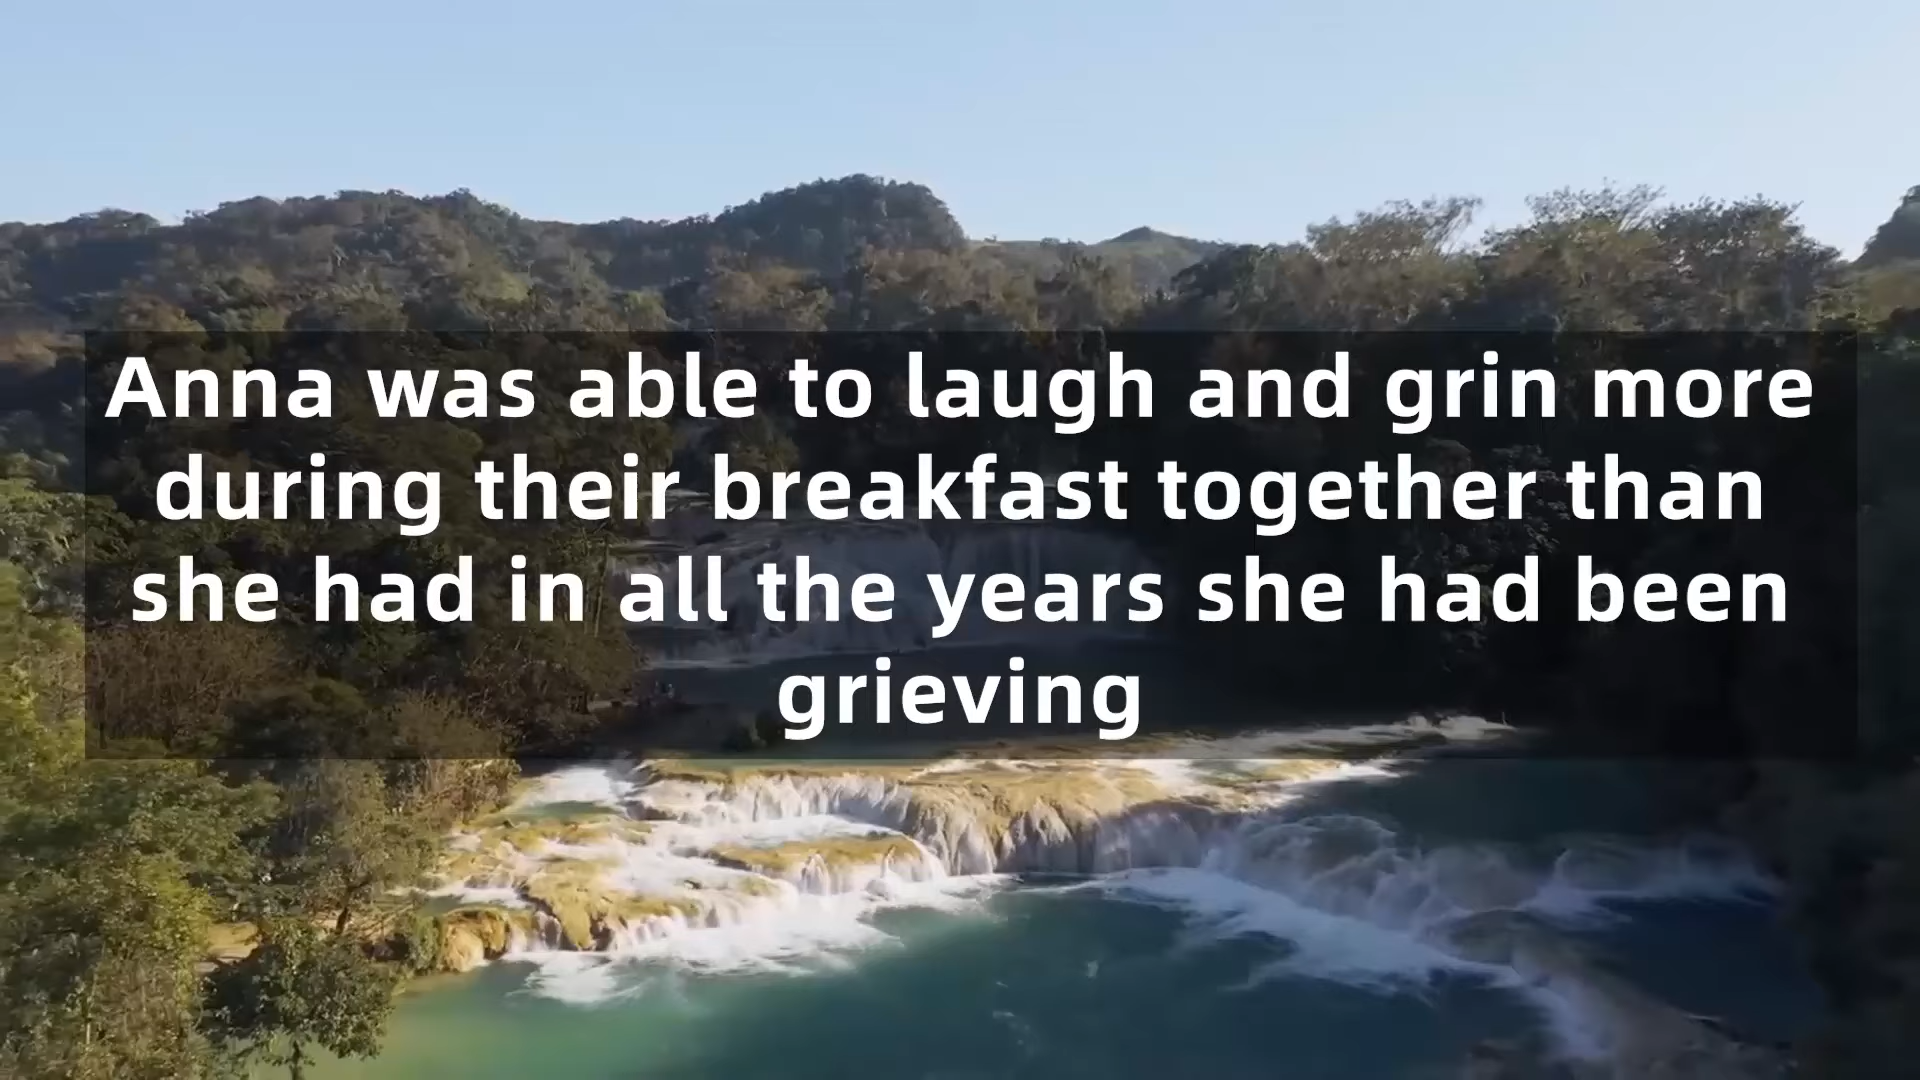 Anna was able to laugh and grin more
during their breakfast together than
she had in all the years she had been
grieving